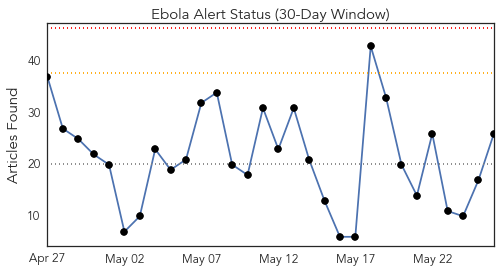 Ebola Alert Status (30-Day Window)
Articles Found
40
30
20
10
Apr 27 May 02 May 07 May 12 May 17 May 22